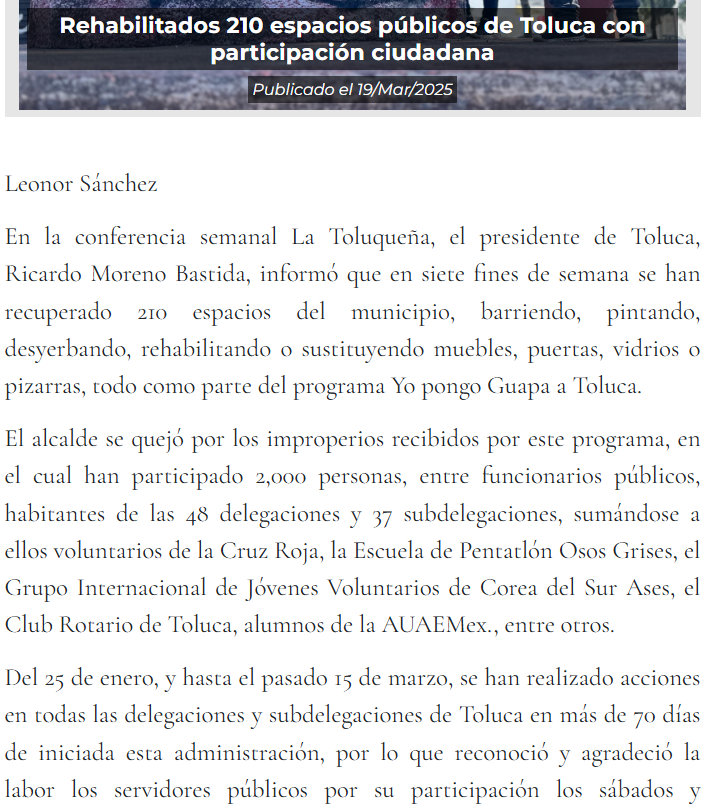 Rehabilitados 210 espacios públicos de Toluca con
participación ciudadana
Publicado el 19/Mar/2025
Leonor Sánchez
En la conferencia semanal La Toluqueña, el presidente de Toluca,
Ricardo Moreno Bastida, informó que en siete fines de semana se han
recuperado 210 espacios del municipio, barriendo, pintando,
desyerbando, rehabilitando o sustituyendo muebles, puertas, vidrios o
pizarras, todo como parte del programa Yo pongo Guapa a Toluca.
El alcalde se quejó por los improperios recibidos por este programa, en
el cual han participado 2,000 personas, entre funcionarios públicos,
habitantes de las 48 delegaciones y 37 subdelegaciones, sumándose a
ellos voluntarios de la Cruz Roja, la Escuela de Pentatlón Osos Grises, el
Grupo Internacional de Jóvenes Voluntarios de Corea del Sur Ases, el
Club Rotario de Toluca, alumnos de la AUAEMex., entre otros.
Del 25 de enero, y hasta el pasado 15 de marzo, se han realizado acciones
en todas las delegaciones y subdelegaciones de Toluca en más de 70 días
de iniciada esta administración, por lo que reconoció y agradeció la
labor los servidores públicos por su participación los sábados y